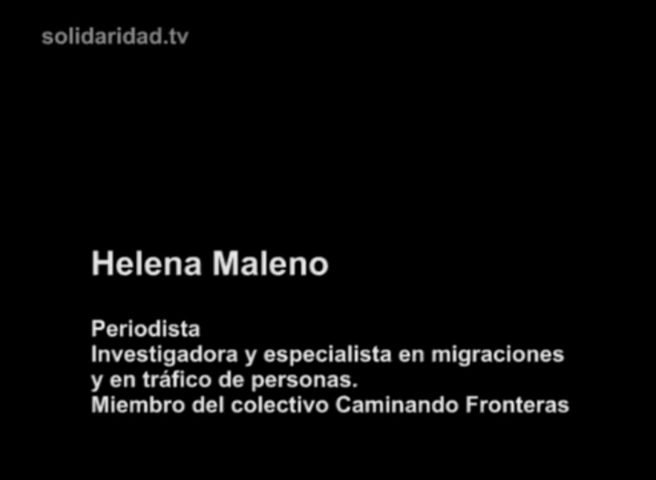 solidaridad.tv
Helena Maleno
Periodista
Investigadora y especialista en migraciones
y en tráfico de personas.
Miembro del colectivo Caminando Fronteras